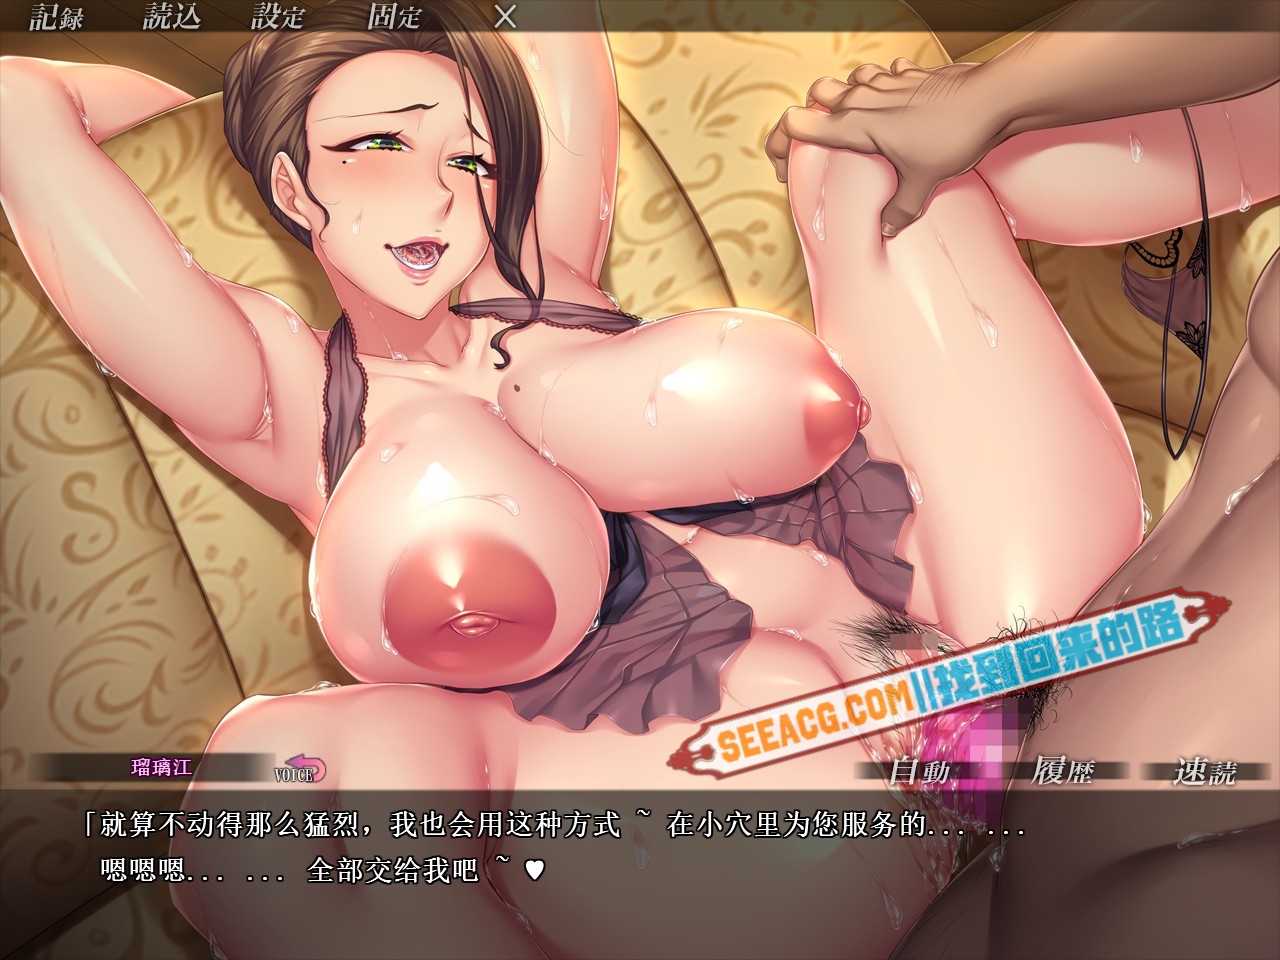 記録 読込 設定 固定 ×
SEEACG.COM||找到回来的路
瑠璃江 VOICE 自動 履歴 速読
「就算不动得那么猛烈，我也会用这种方式 ~ 在小穴里为您服务的... ...
嗯嗯嗯... ... 全部交给我吧 ~ ♥